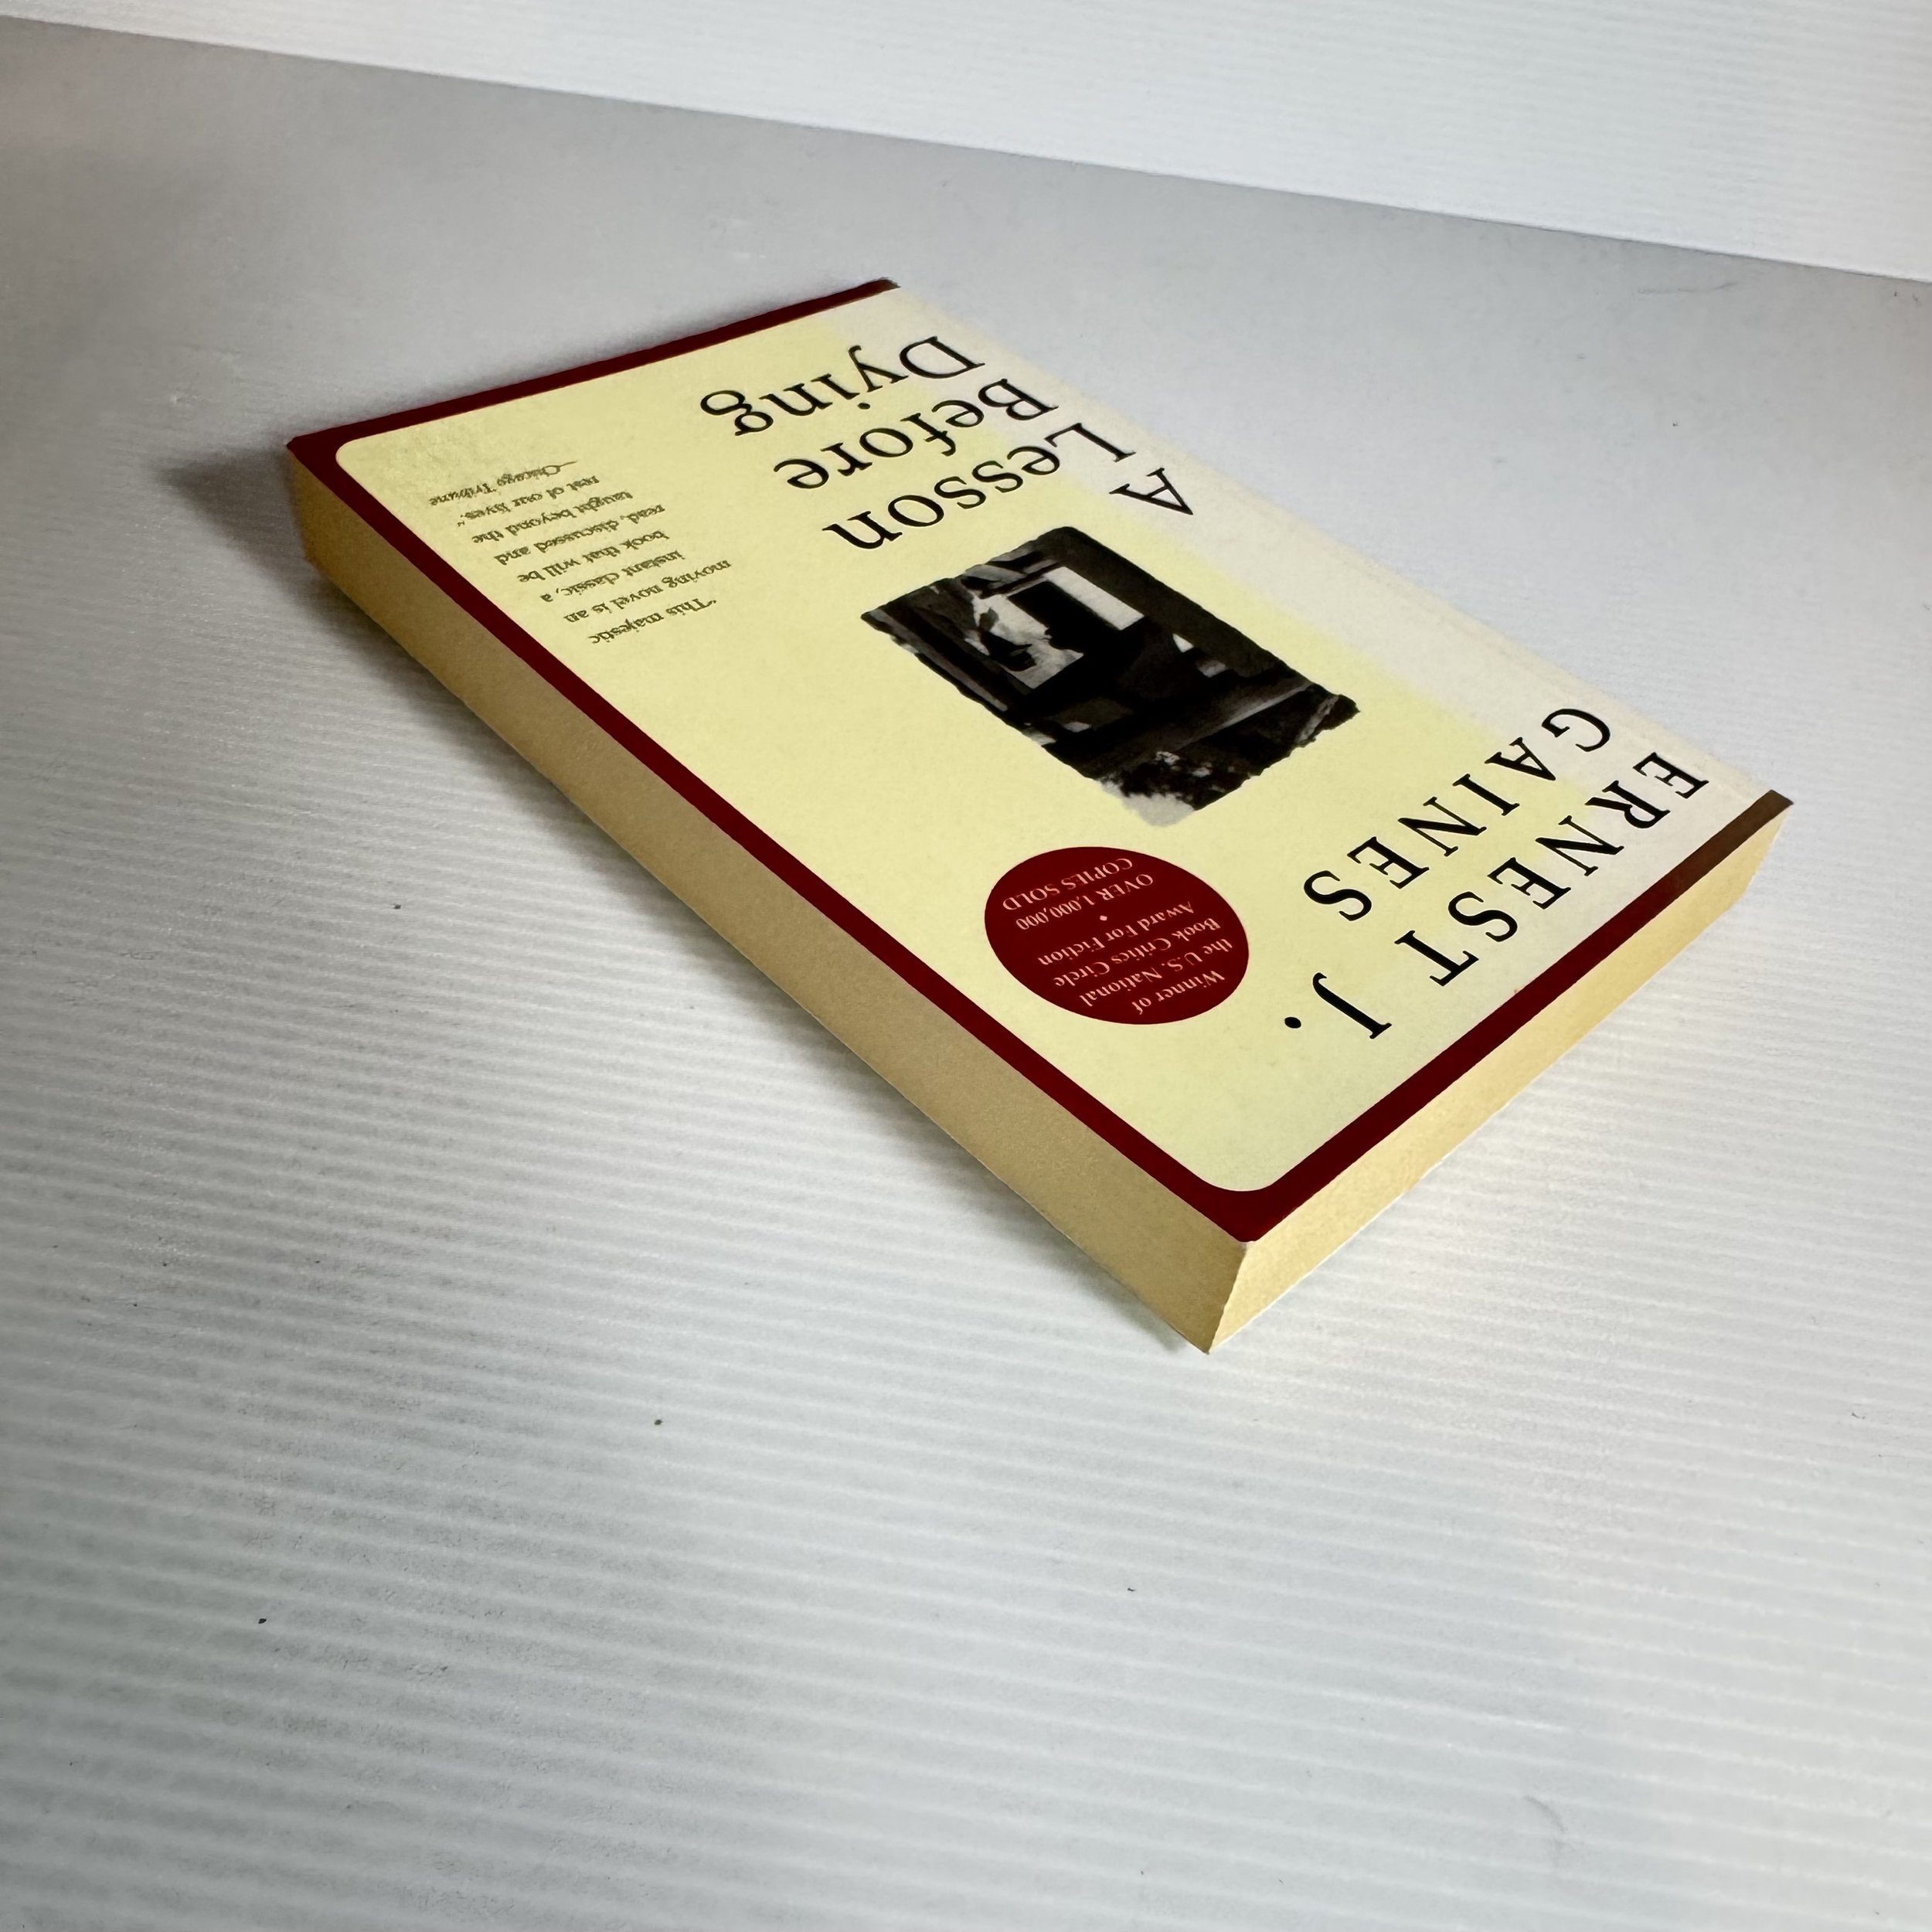 ERNEST J.
GAINES
Winner of
the U.S. National
Book Critics Circle
Award For Fiction
•
OVER 1,000,000
COPIES SOLD
A
Lesson
Before
Dying
"This majestic
moving novel is an
instant classic, a
book that will be
read, discussed and
taught beyond the
rest of our lives."
—Chicago Tribune